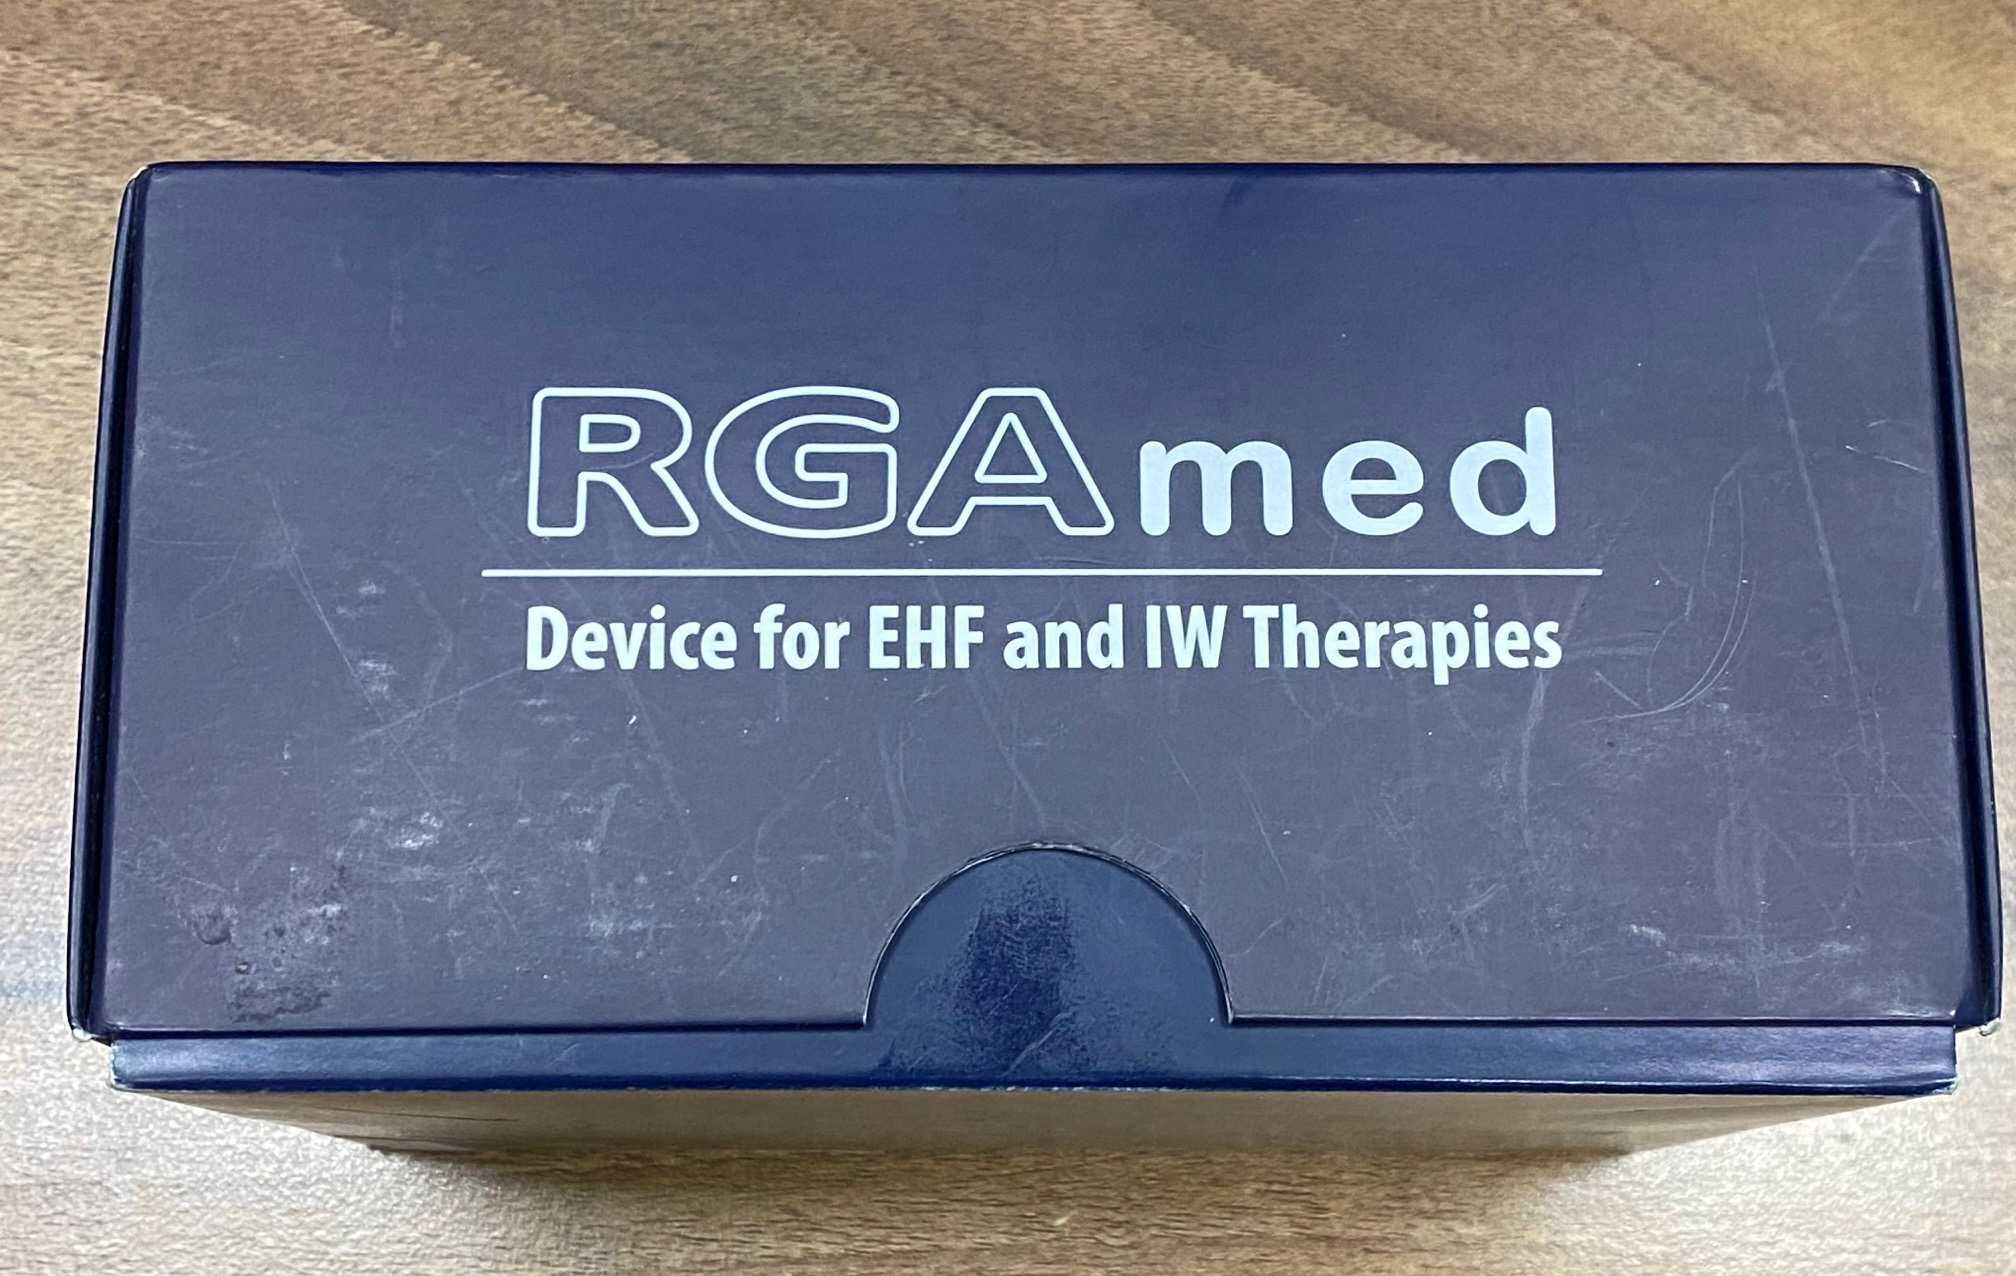 RGAmed
Device for EHF and IW Therapies